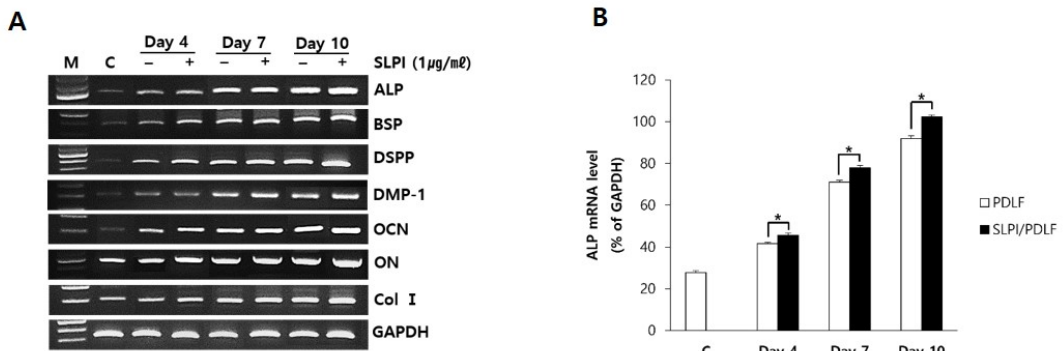 A
Day 4 Day 7 Day 10
M C − + − + − + SLPI (1㎍/㎖)
ALP
BSP
DSPP
DMP-1
OCN
ON
Col I
GAPDH
B
ALP mRNA level
(% of GAPDH)
120
100
80
60
40
20
0
*
*
*
PDLF
SLPI/PDLF
C Day 4 Day 7 Day 10